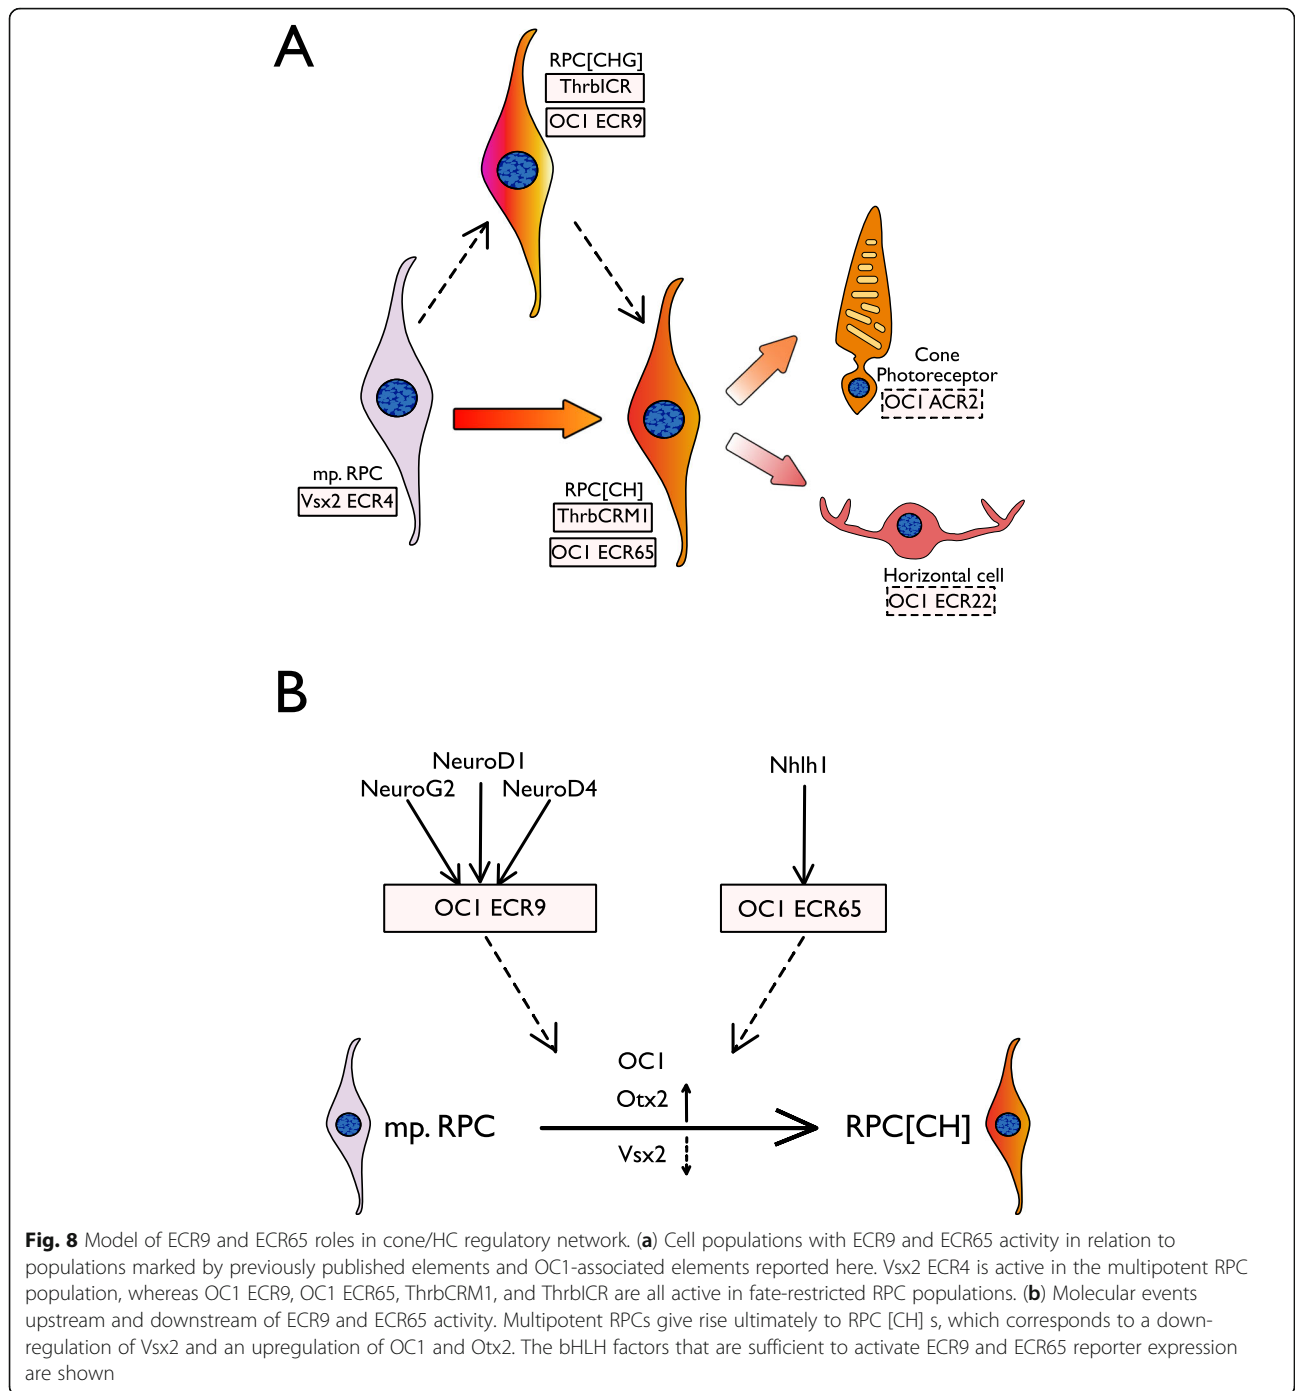 A
RPC[CHG]
ThrbICR
OC1 ECR9
mp. RPC
Vsx2 ECR4
RPC[CH]
ThrbCRM1
OC1 ECR65
Cone
Photoreceptor
OC1 ACR2
Horizontal cell
OC1 ECR22
B
NeuroD1
NeuroG2 NeuroD4
Nhlh1
OC1 ECR9
OC1 ECR65
OC1
Otx2
mp. RPC
RPC[CH]
Vsx2
Fig. 8 Model of ECR9 and ECR65 roles in cone/HC regulatory network. (a) Cell populations with ECR9 and ECR65 activity in relation to
populations marked by previously published elements and OC1-associated elements reported here. Vsx2 ECR4 is active in the multipotent RPC
population, whereas OC1 ECR9, OC1 ECR65, ThrbCRM1, and ThrbICR are all active in fate-restricted RPC populations. (b) Molecular events
upstream and downstream of ECR9 and ECR65 activity. Multipotent RPCs give rise ultimately to RPC [CH] s, which corresponds to a down-
regulation of Vsx2 and an upregulation of OC1 and Otx2. The bHLH factors that are sufficient to activate ECR9 and ECR65 reporter expression
are shown